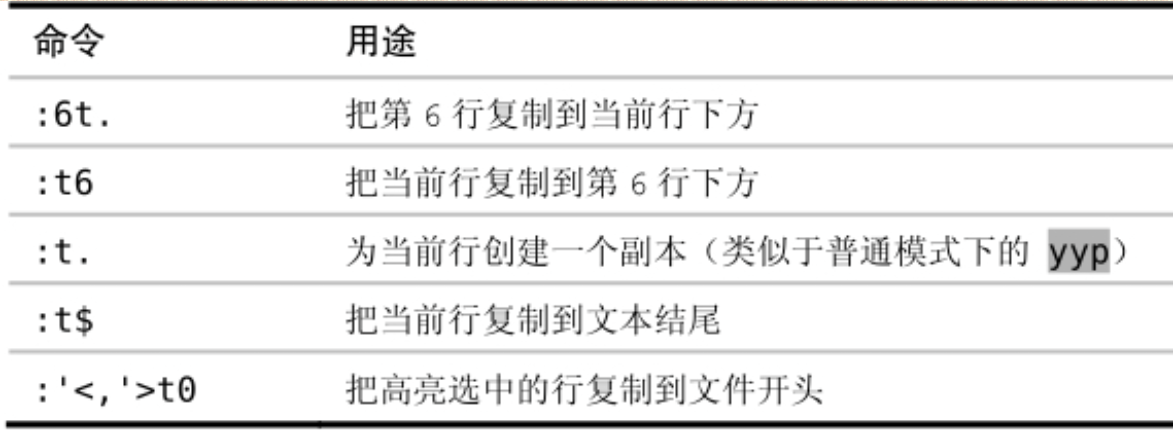 命令 用途
:6t. 把第 6 行复制到当前行下方
:t6 把当前行复制到第 6 行下方
:t. 为当前行创建一个副本（类似于普通模式下的 yyp）
:t$ 把当前行复制到文本结尾
:'<,'>t0 把高亮选中的行复制到文件开头